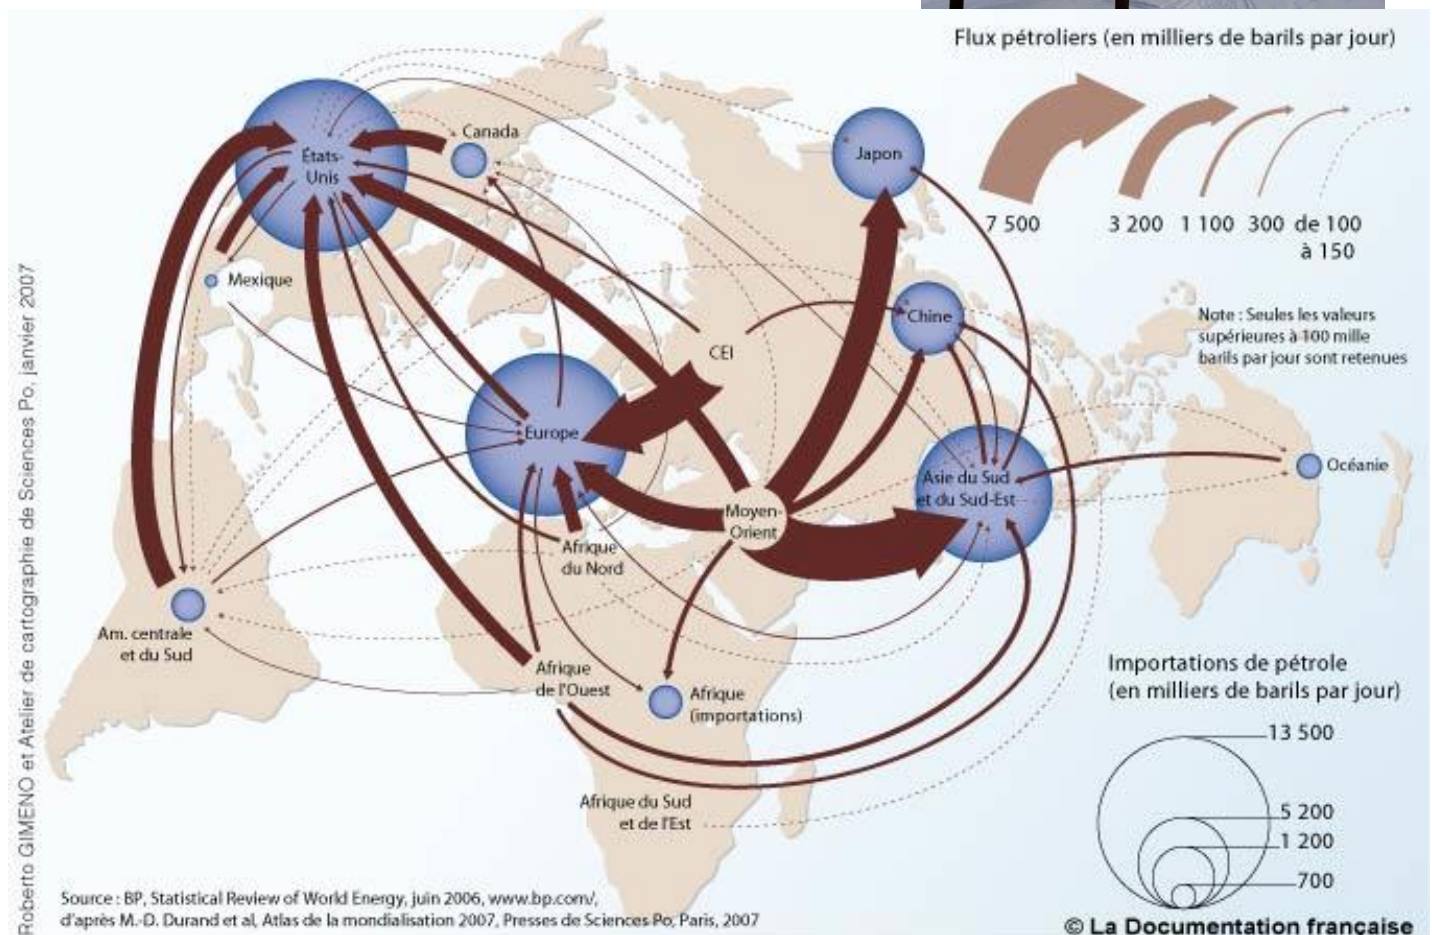 Flux pétroliers (en milliers de barils par jour)
7 500
3 200
1 100
300
de 100
à 150
Note : Seules les valeurs
supérieures à 100 mille
barils par jour sont retenues
Canada
États-
Unis
Japon
Mexique
Chine
CEI
Europe
Asie du Sud
et du Sud-Est
Océanie
Moyen-
Orient
Afrique
du Nord
Am. centrale
et du Sud
Afrique
de l'Ouest
Afrique
(importations)
Afrique du Sud
et de l'Est
Importations de pétrole
(en milliers de barils par jour)
13 500
5 200
1 200
700
Roberto GIMENO et Atelier de cartographie de Sciences Po, janvier 2007
Source : BP, Statistical Review of World Energy, juin 2006, www.bp.com/,
d'après M.-D. Durand et al, Atlas de la mondialisation 2007, Presses de Sciences Po, Paris, 2007
© La Documentation française